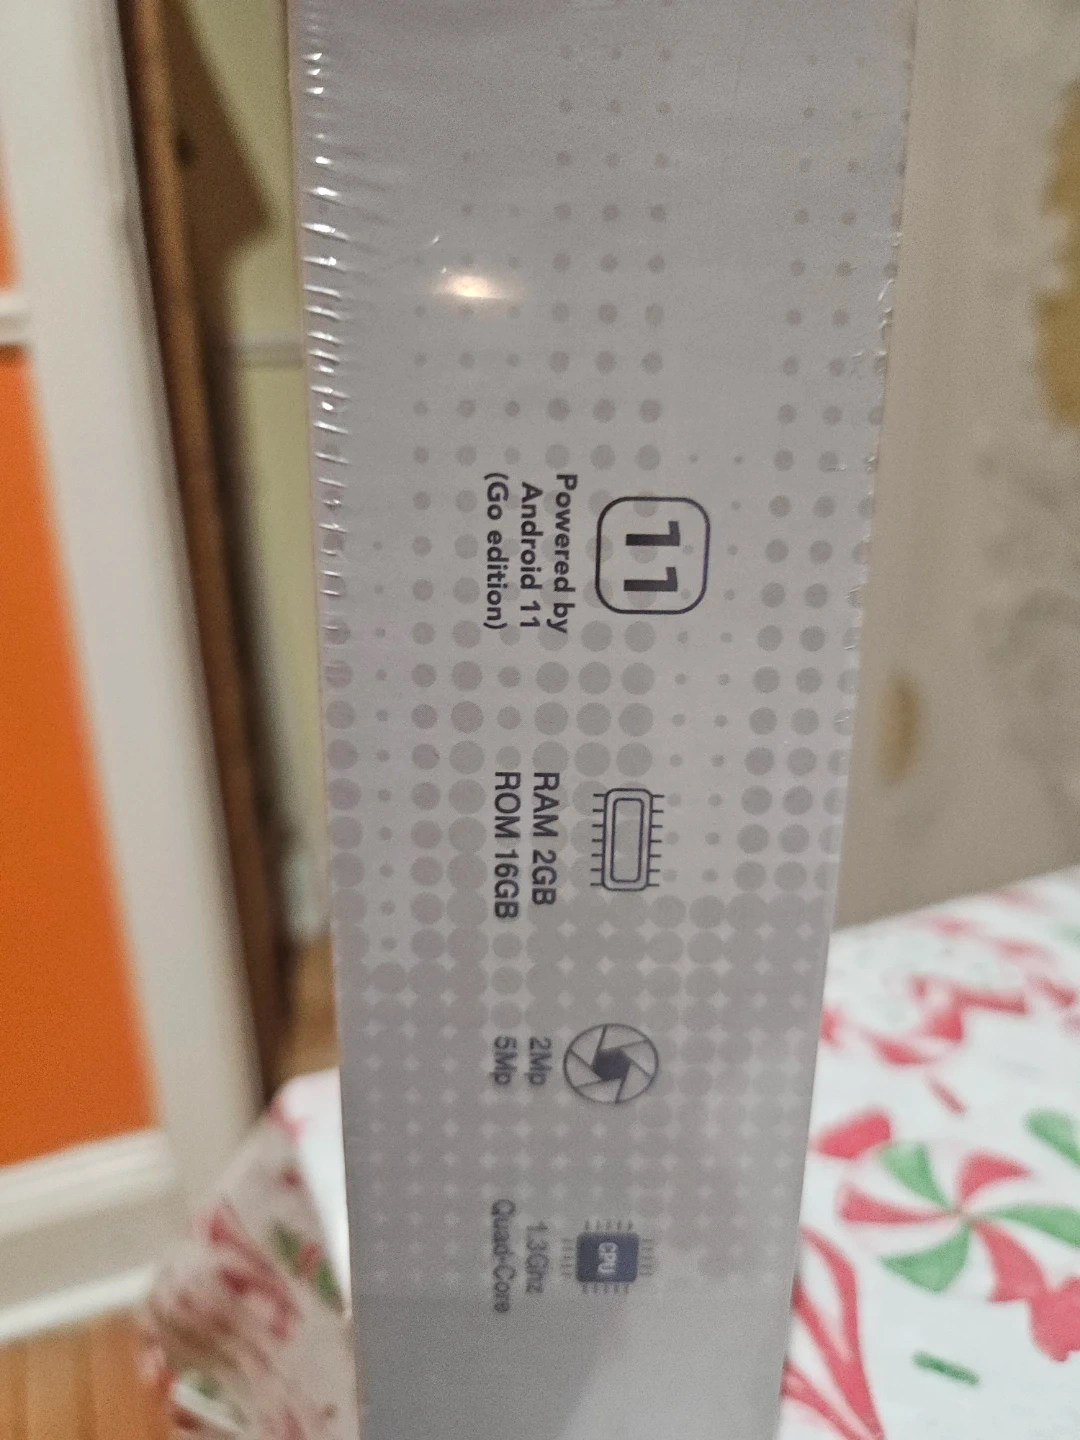 11
Powered by
Android 11
(Go edition)
RAM 2GB
ROM 16GB
2Mp
5Mp
CPU
1.3Ghz
Quad-Core